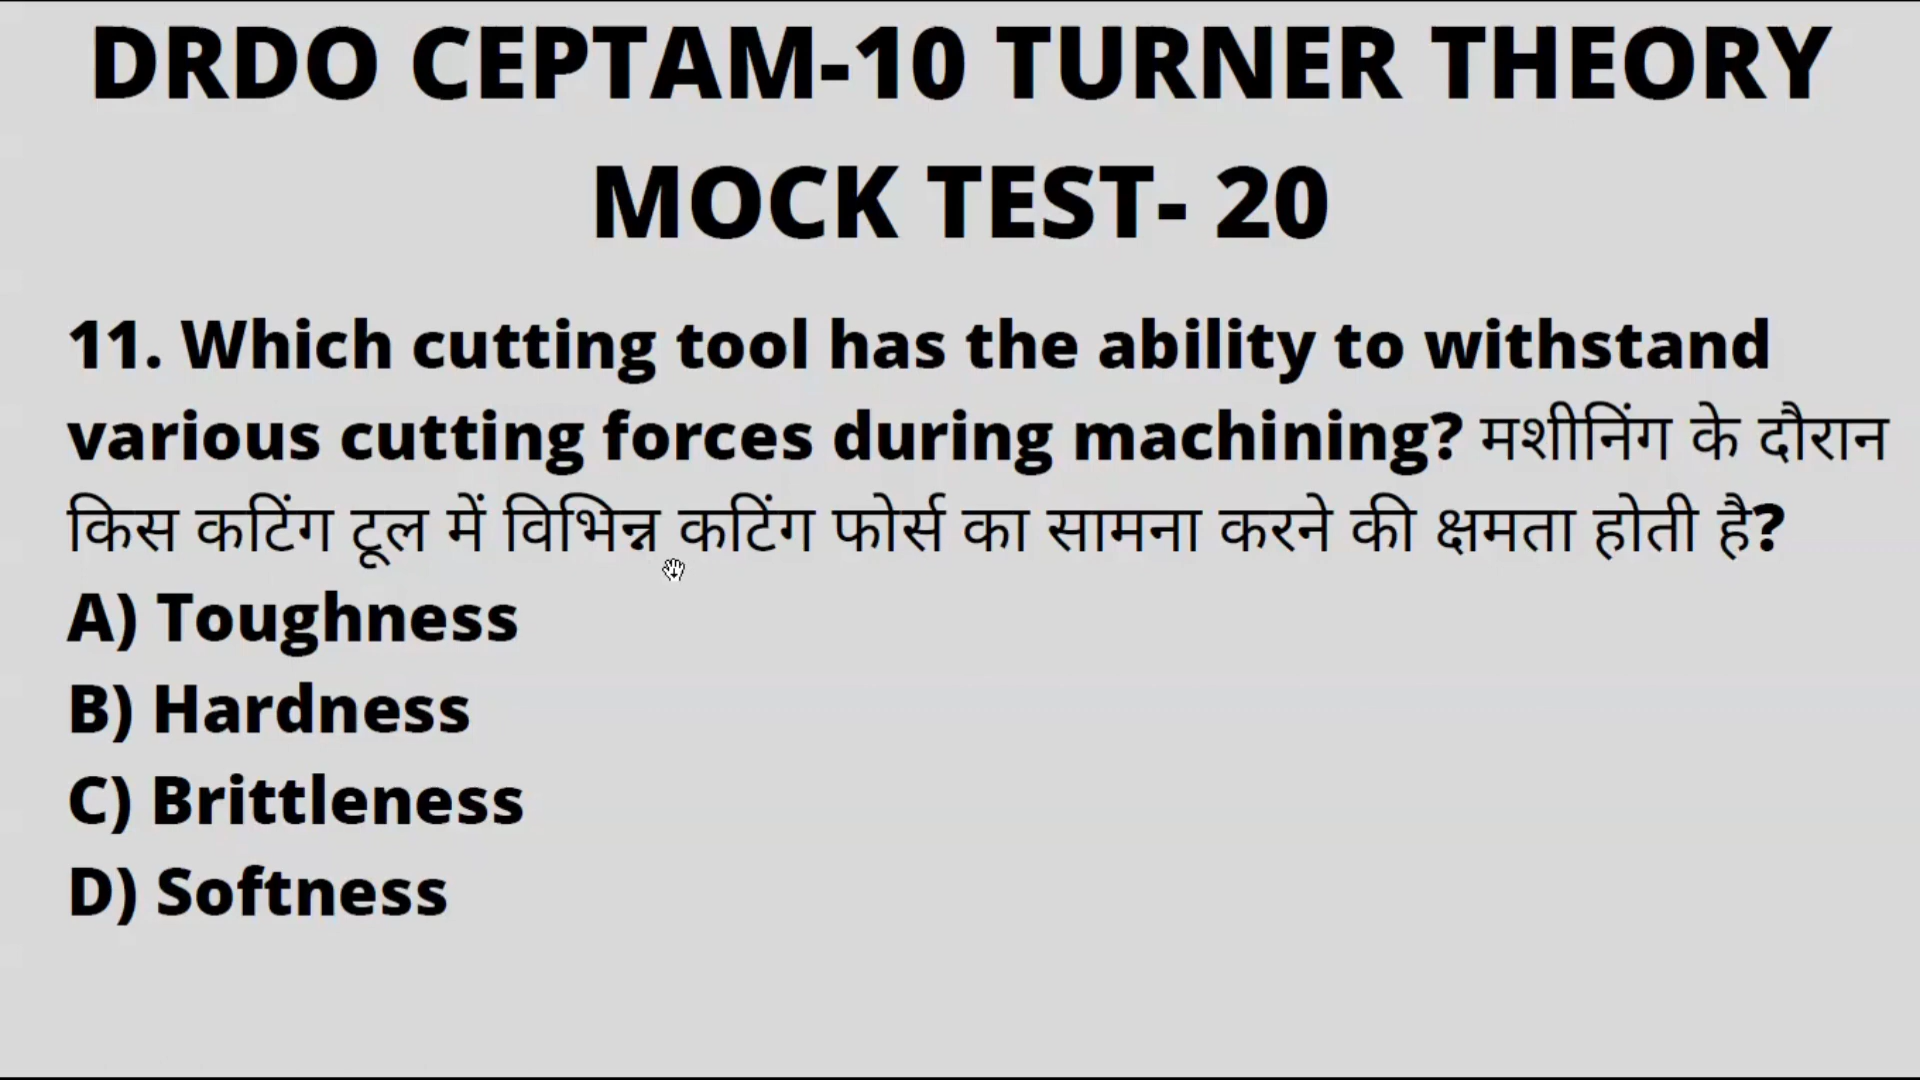 DRDO CEPTAM-10 TURNER THEORY
MOCK TEST- 20
11. Which cutting tool has the ability to withstand
various cutting forces during machining? मशीनिंग के दौरान
किस कटिंग टूल में विभिन्न कटिंग फोर्स का सामना करने की क्षमता होती है?
A) Toughness
B) Hardness
C) Brittleness
D) Softness